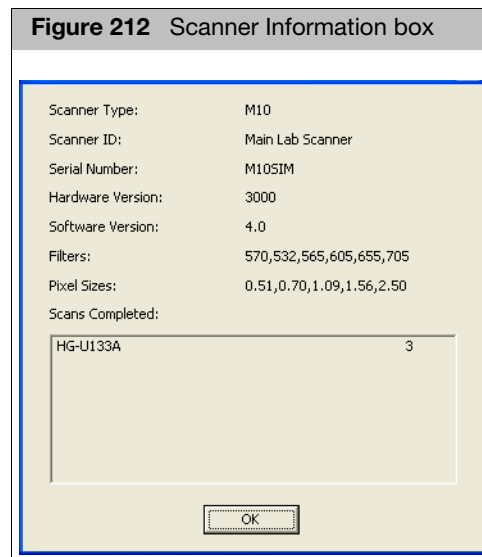 Figure 212 Scanner Information box
Scanner Type: M10
Scanner ID: Main Lab Scanner
Serial Number: M10SIM
Hardware Version: 3000
Software Version: 4.0
Filters: 570,532,565,605,655,705
Pixel Sizes: 0.51,0.70,1.09,1.56,2.50
Scans Completed:
HG-U133A 3
OK